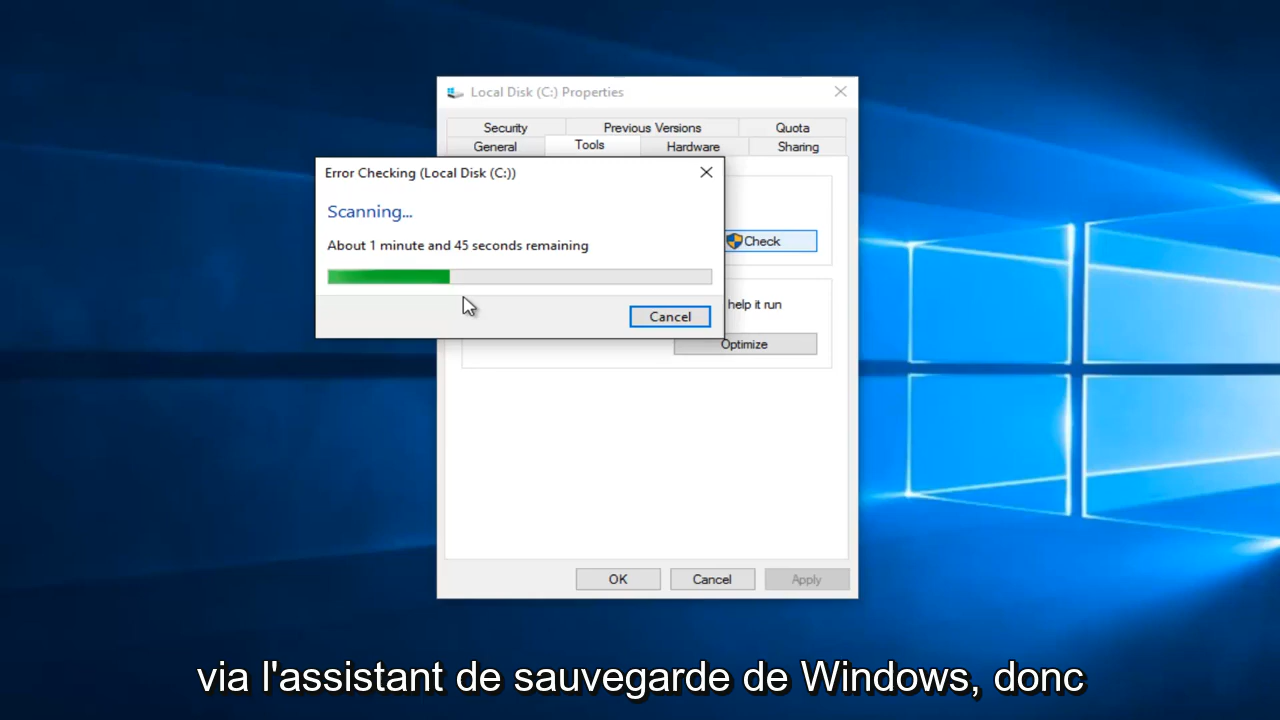 Local Disk (C:) Properties
Security Previous Versions Quota
General Tools Hardware Sharing
Error Checking (Local Disk (C:))
Scanning...
About 1 minute and 45 seconds remaining
Cancel
Check
help it run
Optimize
OK Cancel Apply
via l'assistant de sauvegarde de Windows, donc